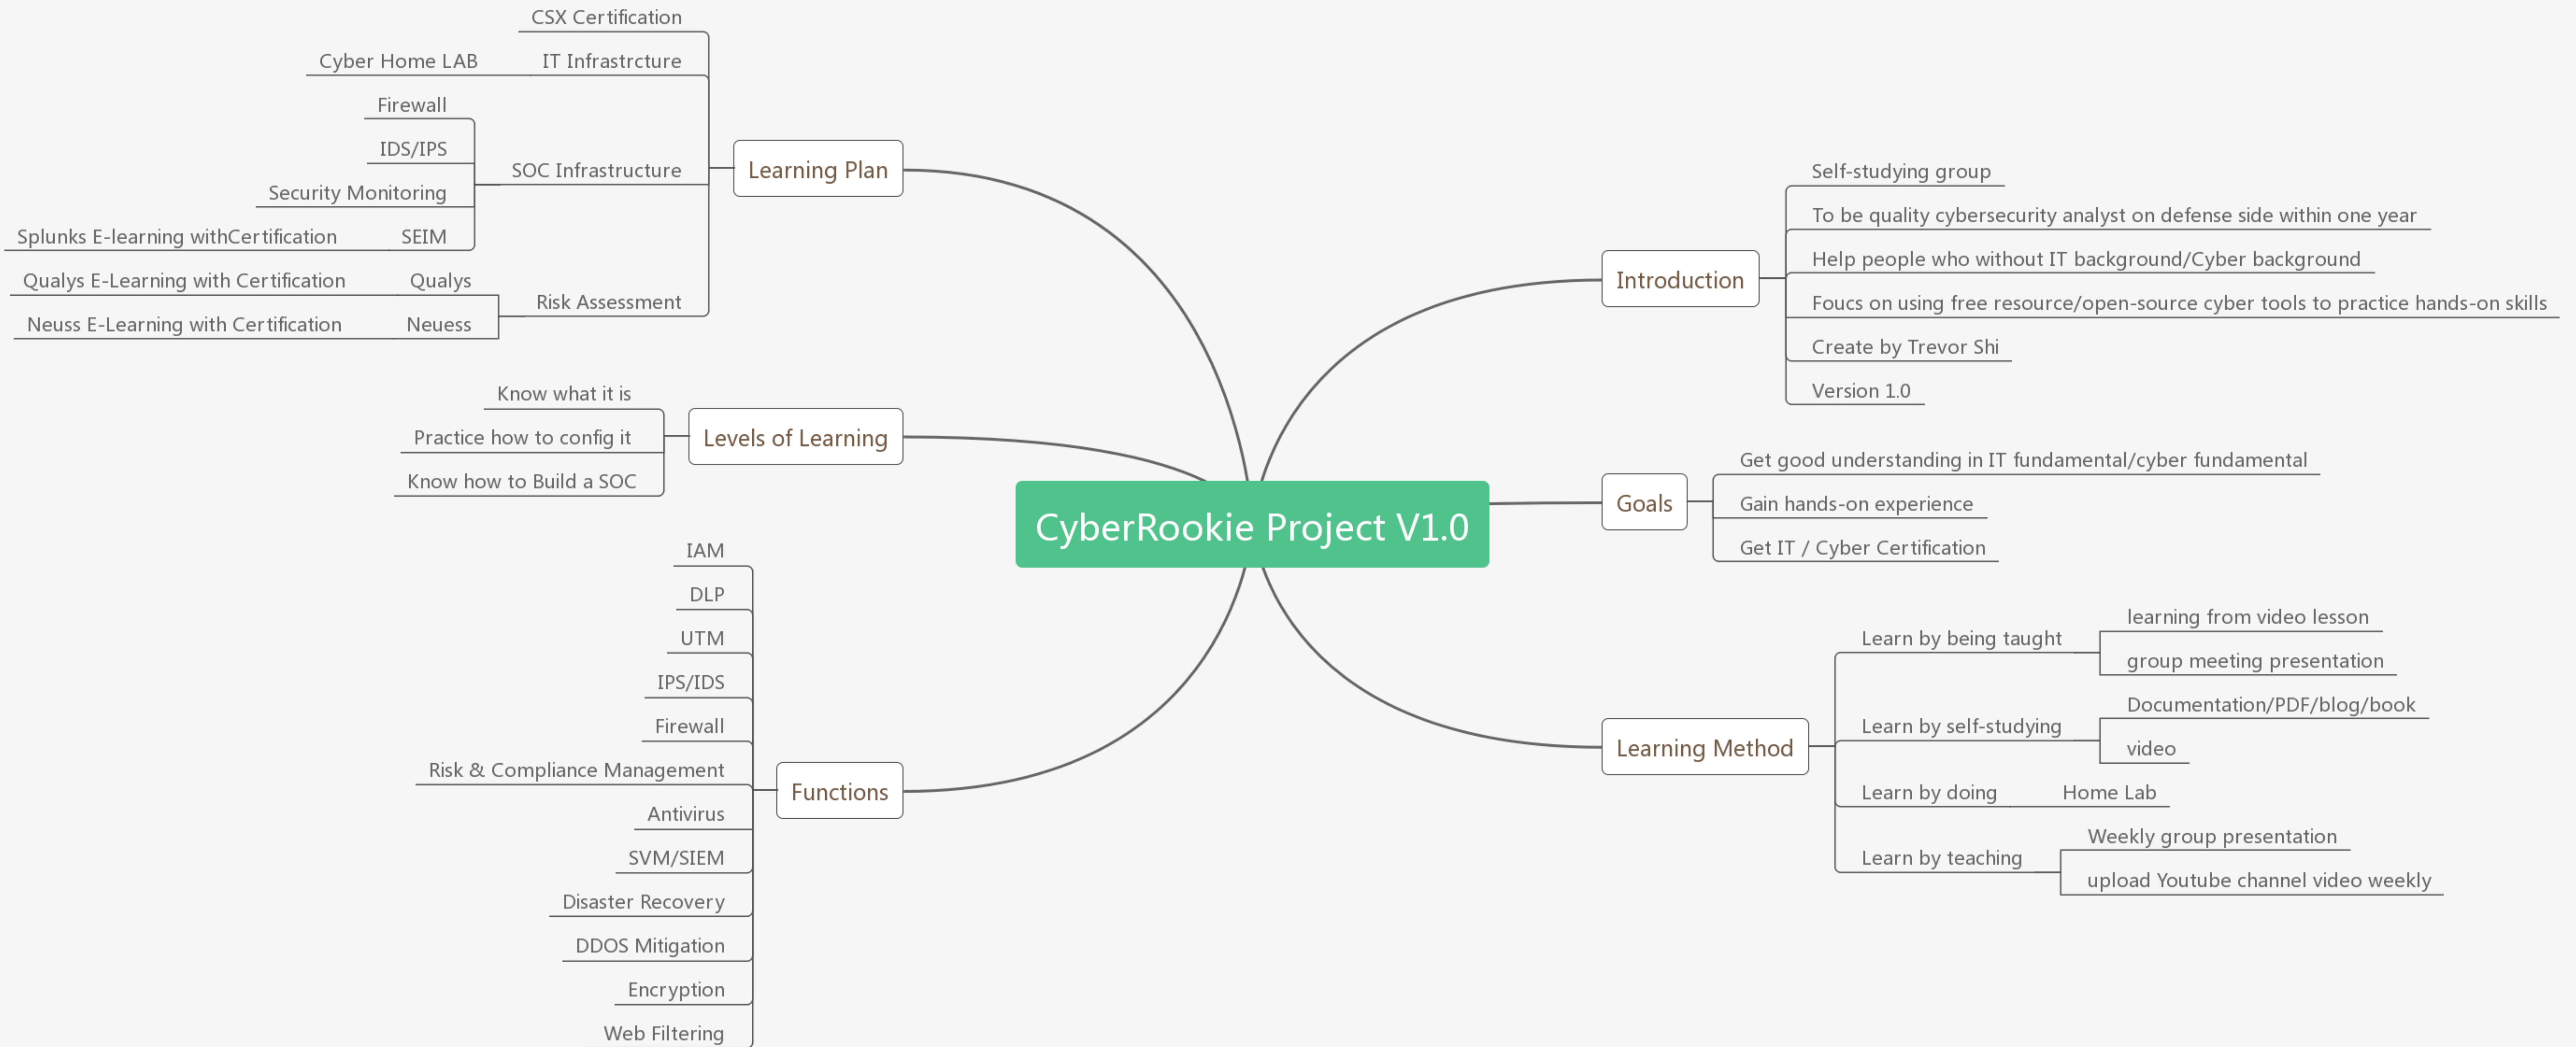 CyberRookie Project V1.0
Introduction
Self-studying group
To be quality cybersecurity analyst on defense side within one year
Help people who without IT background/Cyber background
Foucs on using free resource/open-source cyber tools to practice hands-on skills
Create by Trevor Shi
Version 1.0
Goals
Get good understanding in IT fundamental/cyber fundamental
Gain hands-on experience
Get IT / Cyber Certification
Learning Method
Learn by being taught
learning from video lesson
group meeting presentation
Learn by self-studying
Documentation/PDF/blog/book
video
Learn by doing
Home Lab
Learn by teaching
Weekly group presentation
upload Youtube channel video weekly
Learning Plan
CSX Certification
IT Infrastrcture
Cyber Home LAB
SOC Infrastructure
Firewall
IDS/IPS
Security Monitoring
SEIM
Splunks E-learning withCertification
Risk Assessment
Qualys
Qualys E-Learning with Certification
Neuess
Neuss E-Learning with Certification
Levels of Learning
Know what it is
Practice how to config it
Know how to Build a SOC
Functions
IAM
DLP
UTM
IPS/IDS
Firewall
Risk & Compliance Management
Antivirus
SVM/SIEM
Disaster Recovery
DDOS Mitigation
Encryption
Web Filtering